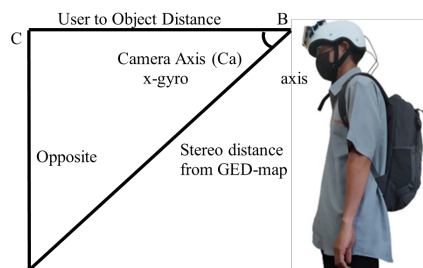 User to Object Distance
B
C
Camera Axis (Ca)
x-gyro
axis
Opposite
Stereo distance
from GED-map